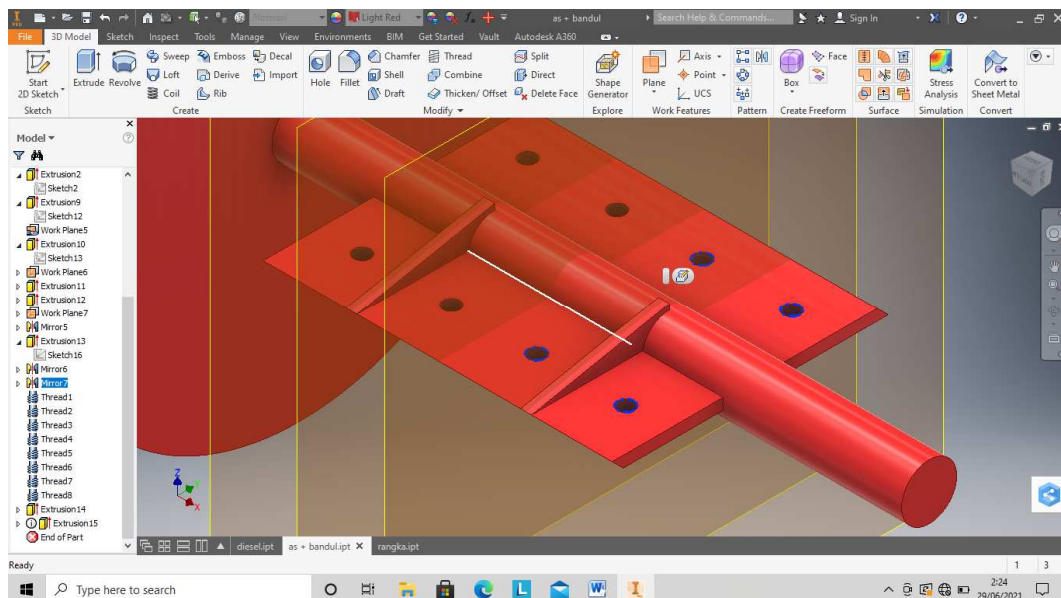 PRO
Material
Light Red
as + bandul
Search Help & Commands...
Sign In
File 3D Model Sketch Inspect Tools Manage View Environments BIM Get Started Vault Autodesk A360
Start
2D Sketch
Extrude Revolve
Sweep Emboss Decal
Loft Derive Import
Coil Rib
Hole Fillet
Chamfer Thread Split
Shell Combine Direct
Draft Thicken/ Offset Delete Face
Shape
Generator
Plane
Axis
Point
UCS
Box
Face
Stress
Analysis
Convert to
Sheet Metal
Sketch Create Modify Explore Work Features Pattern Create Freeform Surface Simulation Convert
Model
Extrusion2
Sketch2
Extrusion9
Sketch12
Work Plane5
Extrusion10
Sketch13
Work Plane6
Extrusion11
Extrusion12
Work Plane7
Mirror5
Extrusion13
Sketch16
Mirror6
Mirror7
Thread1
Thread2
Thread3
Thread4
Thread5
Thread6
Thread7
Thread8
Extrusion14
Extrusion15
End of Part
Z
Y
X
diesel.ipt as + bandul.ipt rangka.ipt
Ready
1 3
Type here to search
2:24
29/06/2021